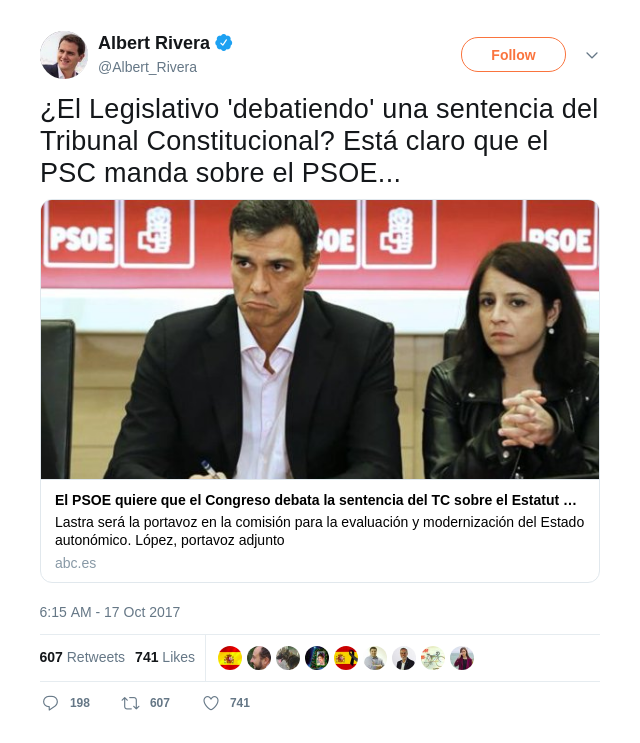 Albert Rivera
@Albert_Rivera
Follow
¿El Legislativo 'debatiendo' una sentencia del
Tribunal Constitucional? Está claro que el
PSC manda sobre el PSOE...
PSOE
SOE
PSOE
El PSOE quiere que el Congreso debata la sentencia del TC sobre el Estatut ...
Lastra será la portavoz en la comisión para la evaluación y modernización del Estado
autonómico. López, portavoz adjunto
abc.es
6:15 AM - 17 Oct 2017
607 Retweets 741 Likes
198 607 741